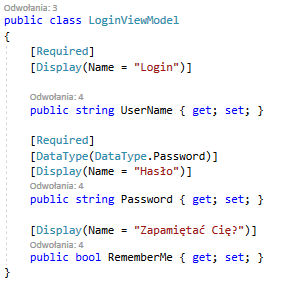 Odwołania: 3
public class LoginViewModel
{
[Required]
[Display(Name = "Login")]
Odwołania: 4
public string UserName { get; set; }
[Required]
[DataType(DataType.Password)]
[Display(Name = "Hasło")]
Odwołania: 4
public string Password { get; set; }
[Display(Name = "Zapamiętać Cię?")]
Odwołania: 4
public bool RememberMe { get; set; }
}